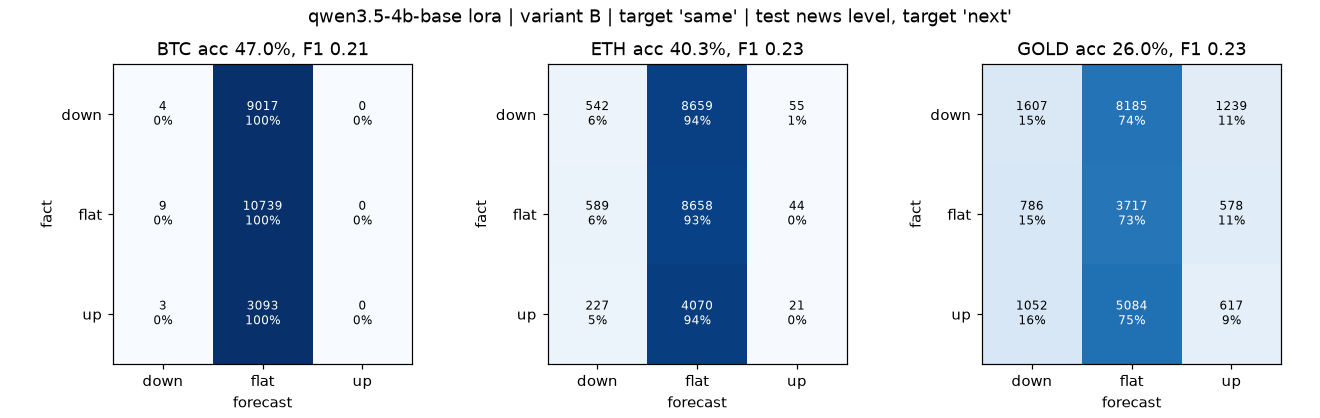 qwen3.5-4b-base lora | variant B | target 'same' | test news level, target 'next'
BTC acc 47.0%, F1 0.21
down
flat
up
fact
4
0%
9017
100%
0
0%
9
0%
10739
100%
0
0%
3
0%
3093
100%
0
0%
down flat up
forecast
ETH acc 40.3%, F1 0.23
down
flat
up
fact
542
6%
8659
94%
55
1%
589
6%
8658
93%
44
0%
227
5%
4070
94%
21
0%
down flat up
forecast
GOLD acc 26.0%, F1 0.23
down
flat
up
fact
1607
15%
8185
74%
1239
11%
786
15%
3717
73%
578
11%
1052
16%
5084
75%
617
9%
down flat up
forecast